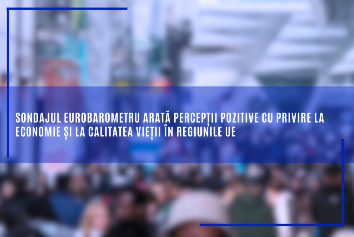 SONDAJUL EUROBAROMETRU ARATĂ PERCEPȚII POZITIVE CU PRIVIRE LA
ECONOMIE ȘI LA CALITATEA VIEȚII ÎN REGIUNILE UE